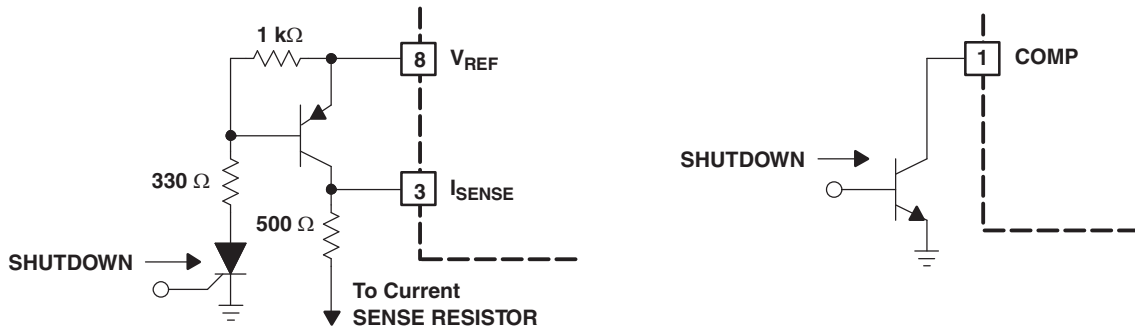 1 kΩ
8
V_REF
330 Ω
3
I_SENSE
500 Ω
SHUTDOWN
To Current
SENSE RESISTOR
1
COMP
SHUTDOWN